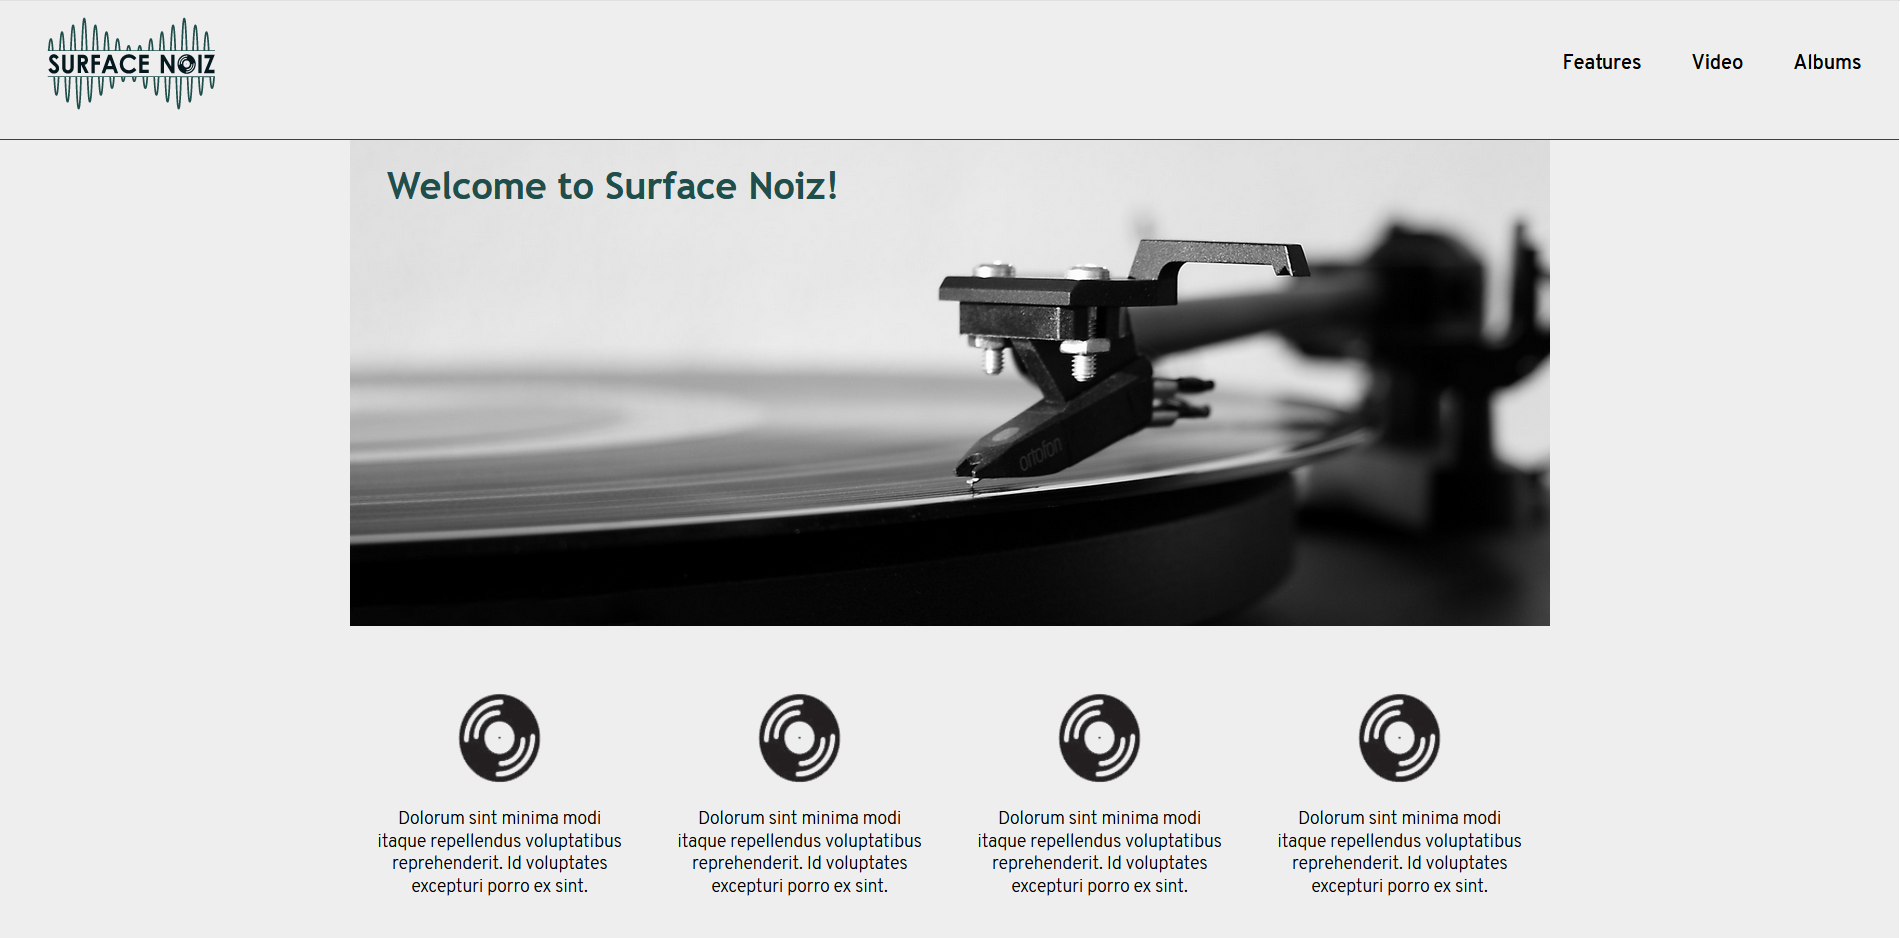 SURFACE NOIZ
Features Video Albums
Welcome to Surface Noiz!
ortofon
Dolorum sint minima modi
itaque repellendus voluptatibus
reprehenderit. Id voluptates
excepturi porro ex sint.
Dolorum sint minima modi
itaque repellendus voluptatibus
reprehenderit. Id voluptates
excepturi porro ex sint.
Dolorum sint minima modi
itaque repellendus voluptatibus
reprehenderit. Id voluptates
excepturi porro ex sint.
Dolorum sint minima modi
itaque repellendus voluptatibus
reprehenderit. Id voluptates
excepturi porro ex sint.